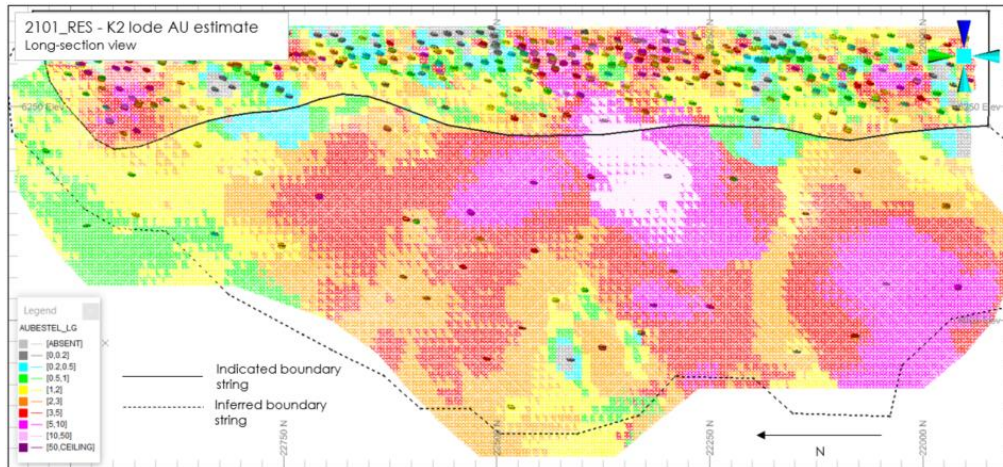 2101_RES - K2 lode AU estimate
Long-section view
6250 Elev
6250 Elev
Legend
AUBESTEL_LG
[ABSENT]
[0,0.2]
[0.2,0.5]
[0.5,1]
[1,2]
[2,3]
[3,5]
[5,10]
[10,50]
[50,CEILING]
Indicated boundary
string
Inferred boundary
string
22750 N
22250 N
22000 N
N